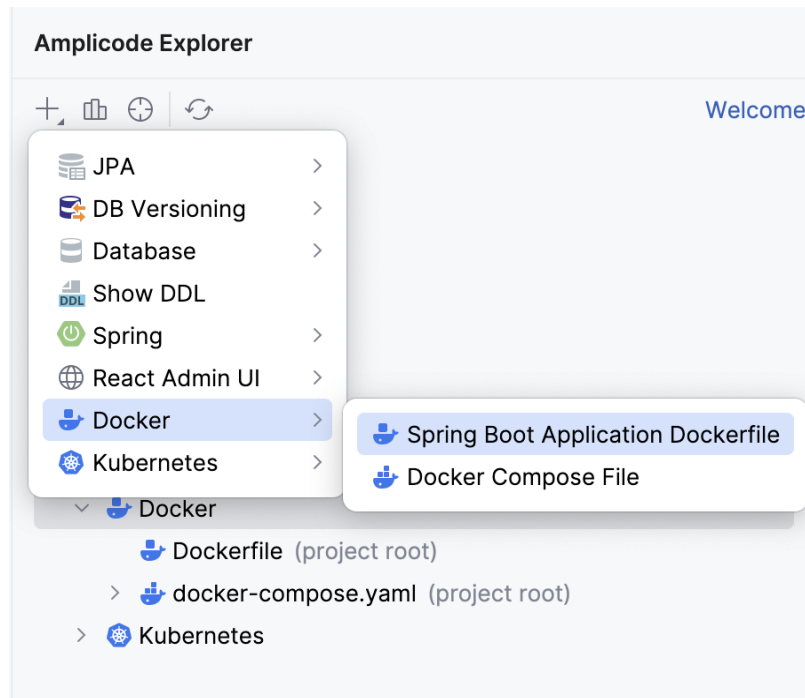 Amplicode Explorer
Welcome
JPA
DB Versioning
Database
DDL Show DDL
Spring
React Admin UI
Docker
Kubernetes
Spring Boot Application Dockerfile
Docker Compose File
Docker
Dockerfile (project root)
docker-compose.yaml (project root)
Kubernetes